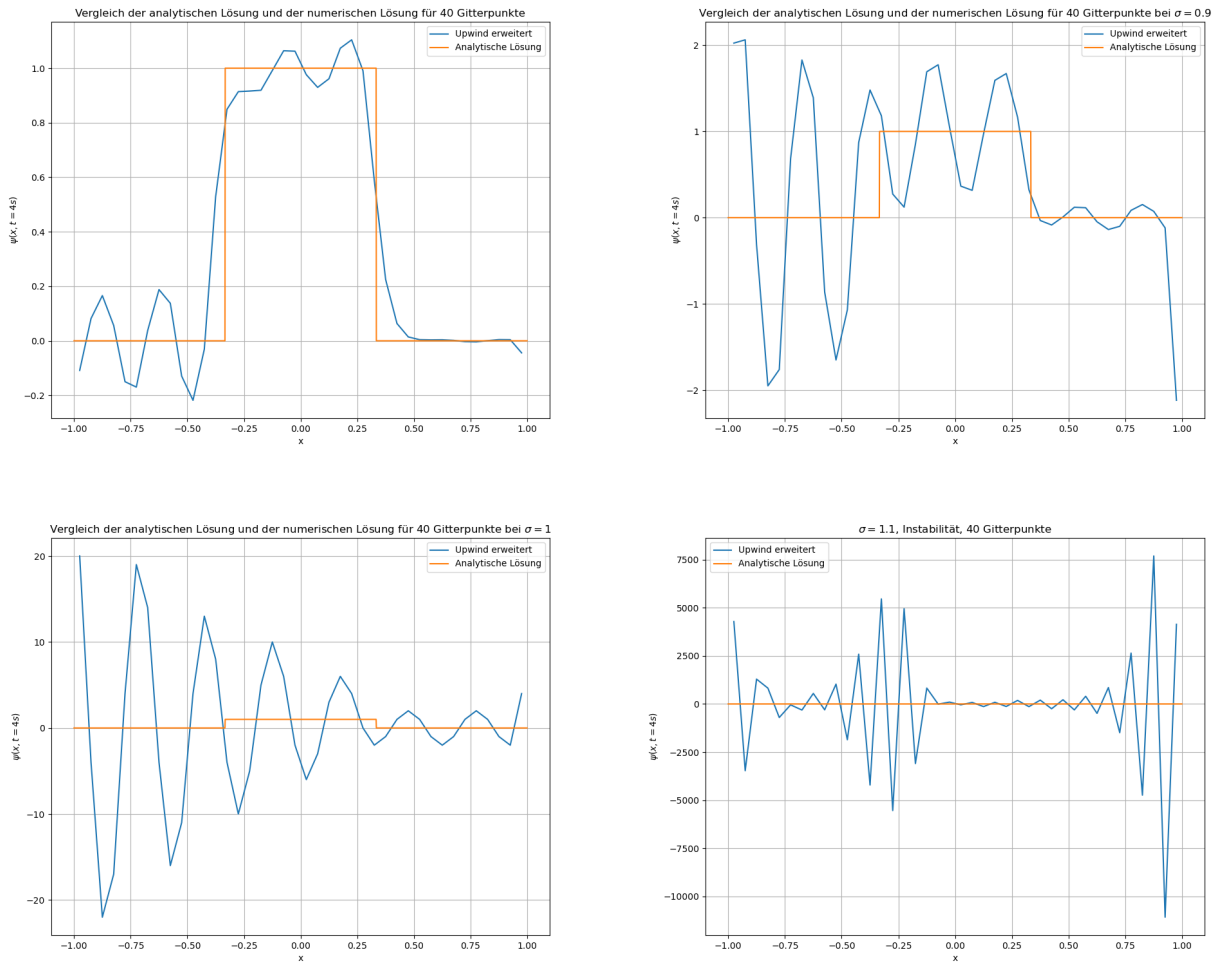 Vergleich der analytischen Lösung und der numerischen Lösung für 40 Gitterpunkte
Upwind erweitert
Analytische Lösung
1.0
0.8
0.6
0.4
0.2
0.0
−0.2
ψ(x, t = 4s)
−1.00 −0.75 −0.50 −0.25 0.00 0.25 0.50 0.75 1.00
x
Vergleich der analytischen Lösung und der numerischen Lösung für 40 Gitterpunkte bei σ = 0.9
Upwind erweitert
Analytische Lösung
2
1
0
−1
−2
ψ(x, t = 4s)
−1.00 −0.75 −0.50 −0.25 0.00 0.25 0.50 0.75 1.00
x
Vergleich der analytischen Lösung und der numerischen Lösung für 40 Gitterpunkte bei σ = 1
Upwind erweitert
Analytische Lösung
20
10
0
−10
−20
ψ(x, t = 4s)
−1.00 −0.75 −0.50 −0.25 0.00 0.25 0.50 0.75 1.00
x
σ = 1.1, Instabilität, 40 Gitterpunkte
Upwind erweitert
Analytische Lösung
7500
5000
2500
0
−2500
−5000
−7500
−10000
ψ(x, t = 4s)
−1.00 −0.75 −0.50 −0.25 0.00 0.25 0.50 0.75 1.00
x